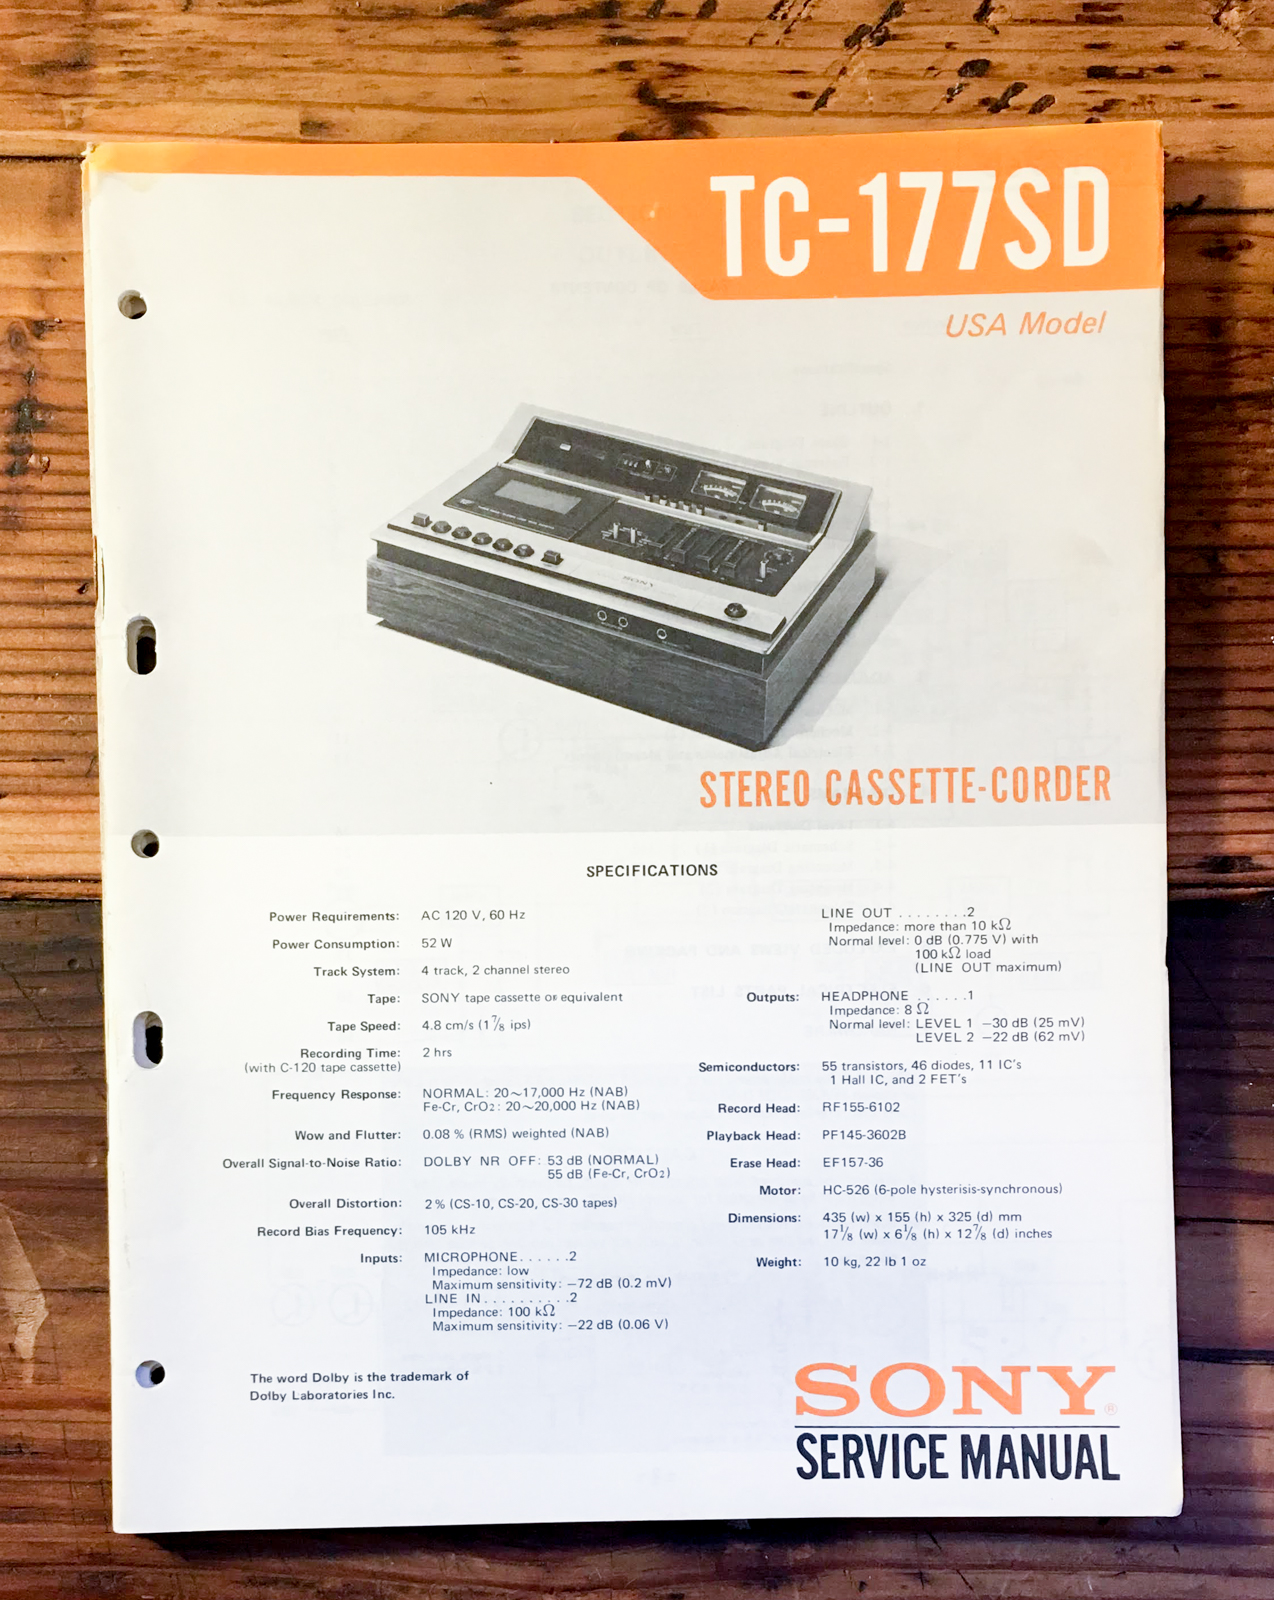 TC-177SD
USA Model
SONY
STEREO CASSETTE-CORDER
SPECIFICATIONS
Power Requirements: AC 120 V, 60 Hz
Power Consumption: 52 W
Track System: 4 track, 2 channel stereo
Tape: SONY tape cassette or equivalent
Tape Speed: 4.8 cm/s (1 7/8 ips)
Recording Time: 2 hrs
(with C-120 tape cassette)
Frequency Response: NORMAL: 20~17,000 Hz (NAB)
Fe-Cr, CrO2: 20~20,000 Hz (NAB)
Wow and Flutter: 0.08 % (RMS) weighted (NAB)
Overall Signal-to-Noise Ratio: DOLBY NR OFF: 53 dB (NORMAL)
55 dB (Fe-Cr, CrO2)
Overall Distortion: 2 % (CS-10, CS-20, CS-30 tapes)
Record Bias Frequency: 105 kHz
Inputs: MICROPHONE......2
Impedance: low
Maximum sensitivity: −72 dB (0.2 mV)
LINE IN..........2
Impedance: 100 kΩ
Maximum sensitivity: −22 dB (0.06 V)
LINE OUT ........2
Impedance: more than 10 kΩ
Normal level: 0 dB (0.775 V) with
100 kΩ load
(LINE OUT maximum)
Outputs: HEADPHONE ......1
Impedance: 8 Ω
Normal level: LEVEL 1 −30 dB (25 mV)
LEVEL 2 −22 dB (62 mV)
Semiconductors: 55 transistors, 46 diodes, 11 IC's
1 Hall IC, and 2 FET's
Record Head: RF155-6102
Playback Head: PF145-3602B
Erase Head: EF157-36
Motor: HC-526 (6-pole hysterisis-synchronous)
Dimensions: 435 (w) x 155 (h) x 325 (d) mm
17 1/8 (w) x 6 1/8 (h) x 12 7/8 (d) inches
Weight: 10 kg, 22 lb 1 oz
The word Dolby is the trademark of
Dolby Laboratories Inc.
SONY®
SERVICE MANUAL